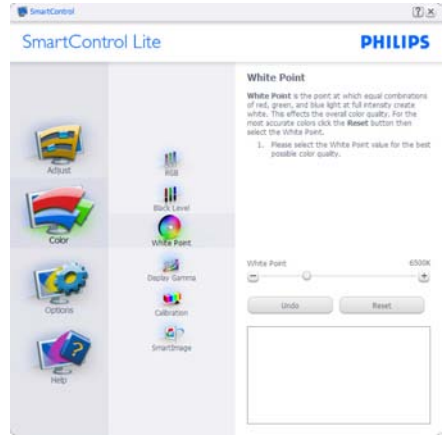 SmartControl
SmartControl Lite
PHILIPS
Adjust
Color
Options
Help
RGB
Black Level
White Point
Display Gamma
Calibration
SmartImage
White Point
White Point is the point at which equal combinations
of red, green, and blue light at full intensity create
white. This effects the overall color quality. For the
most accurate colors click the Reset button then
select the White Point.
1. Please select the White Point value for the best
possible color quality.
White Point 6500K
Undo Reset